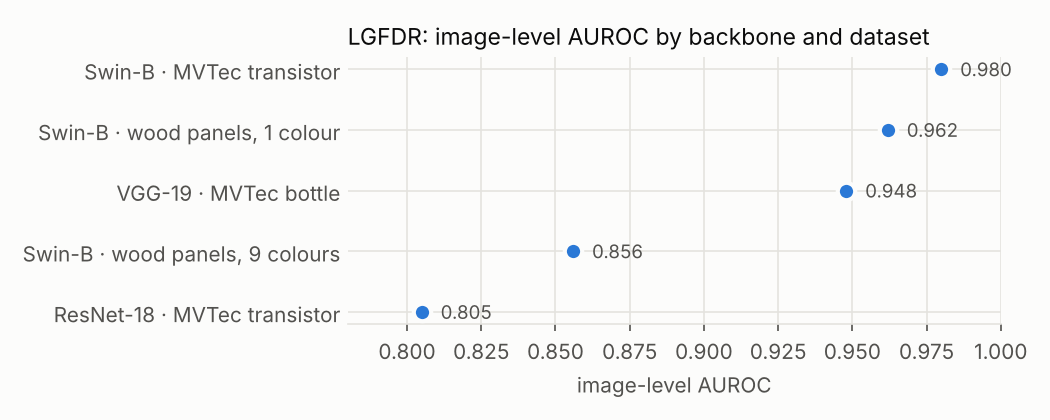 LGFDR: image-level AUROC by backbone and dataset
Swin-B · MVTec transistor
0.980
Swin-B · wood panels, 1 colour
0.962
VGG-19 · MVTec bottle
0.948
Swin-B · wood panels, 9 colours
0.856
ResNet-18 · MVTec transistor
0.805
0.800 0.825 0.850 0.875 0.900 0.925 0.950 0.975 1.000
image-level AUROC